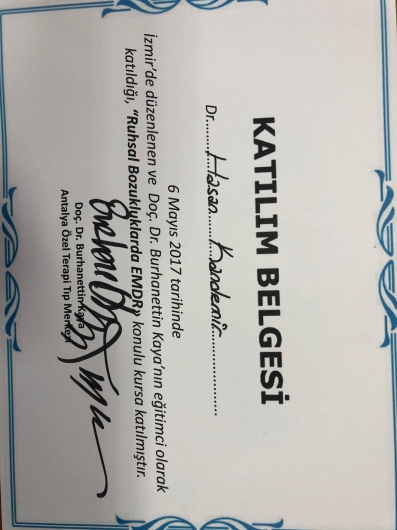 KATILIM BELGESİ
Dr.......Hasan.......Kandemir.................
6 Mayıs 2017 tarihinde
İzmir'de düzenlenen ve Doç. Dr. Burhanettin Kaya'nın eğitimci olarak
katıldığı, "Ruhsal Bozukluklarda EMDR» konulu kursa katılmıştır.
Doç. Dr. Burhanettin Kaya
Antalya Özel Terapi Tıp Merkezi